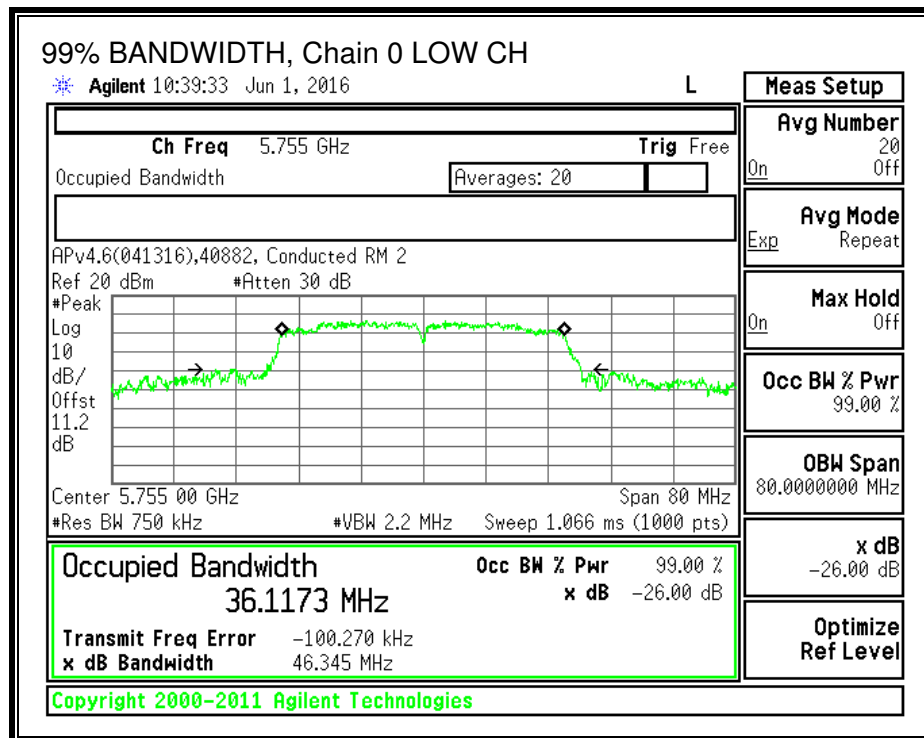 99% BANDWIDTH, Chain 0 LOW CH
Agilent 10:39:33 Jun 1, 2016 L
Ch Freq 5.755 GHz Trig Free
Occupied Bandwidth Averages: 20
APv4.6(041316),40882, Conducted RM 2
Ref 20 dBm #Atten 30 dB
#Peak
Log
10
dB/
Offst
11.2
dB
Center 5.755 00 GHz Span 80 MHz
#Res BW 750 kHz #VBW 2.2 MHz Sweep 1.066 ms (1000 pts)
Occupied Bandwidth Occ BW % Pwr 99.00 %
36.1173 MHz x dB -26.00 dB
Transmit Freq Error -100.270 kHz
x dB Bandwidth 46.345 MHz
Copyright 2000-2011 Agilent Technologies
Meas Setup
Avg Number
20
On Off
Avg Mode
Exp Repeat
Max Hold
On Off
Occ BW % Pwr
99.00 %
OBW Span
80.0000000 MHz
x dB
-26.00 dB
Optimize
Ref Level